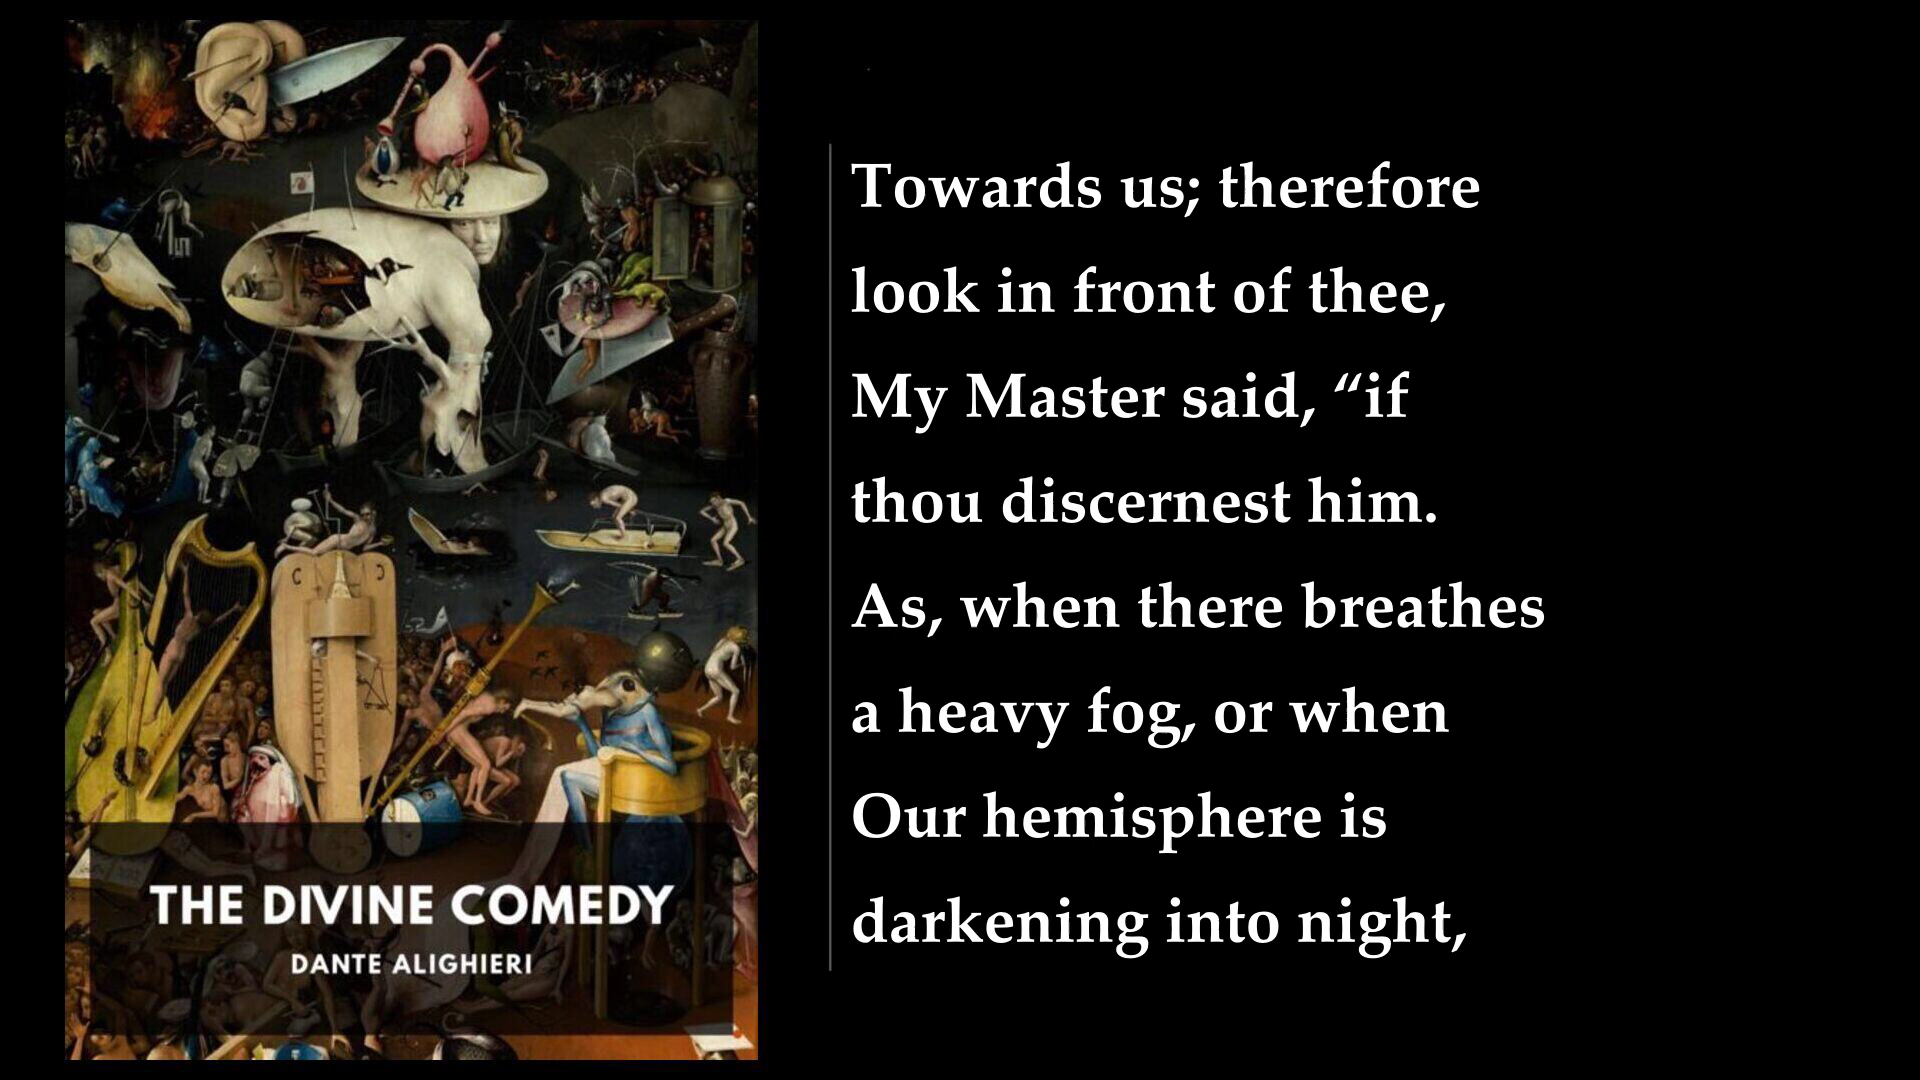 THE DIVINE COMEDY
DANTE ALIGHIERI
Towards us; therefore
look in front of thee,
My Master said, “if
thou discernest him.
As, when there breathes
a heavy fog, or when
Our hemisphere is
darkening into night,